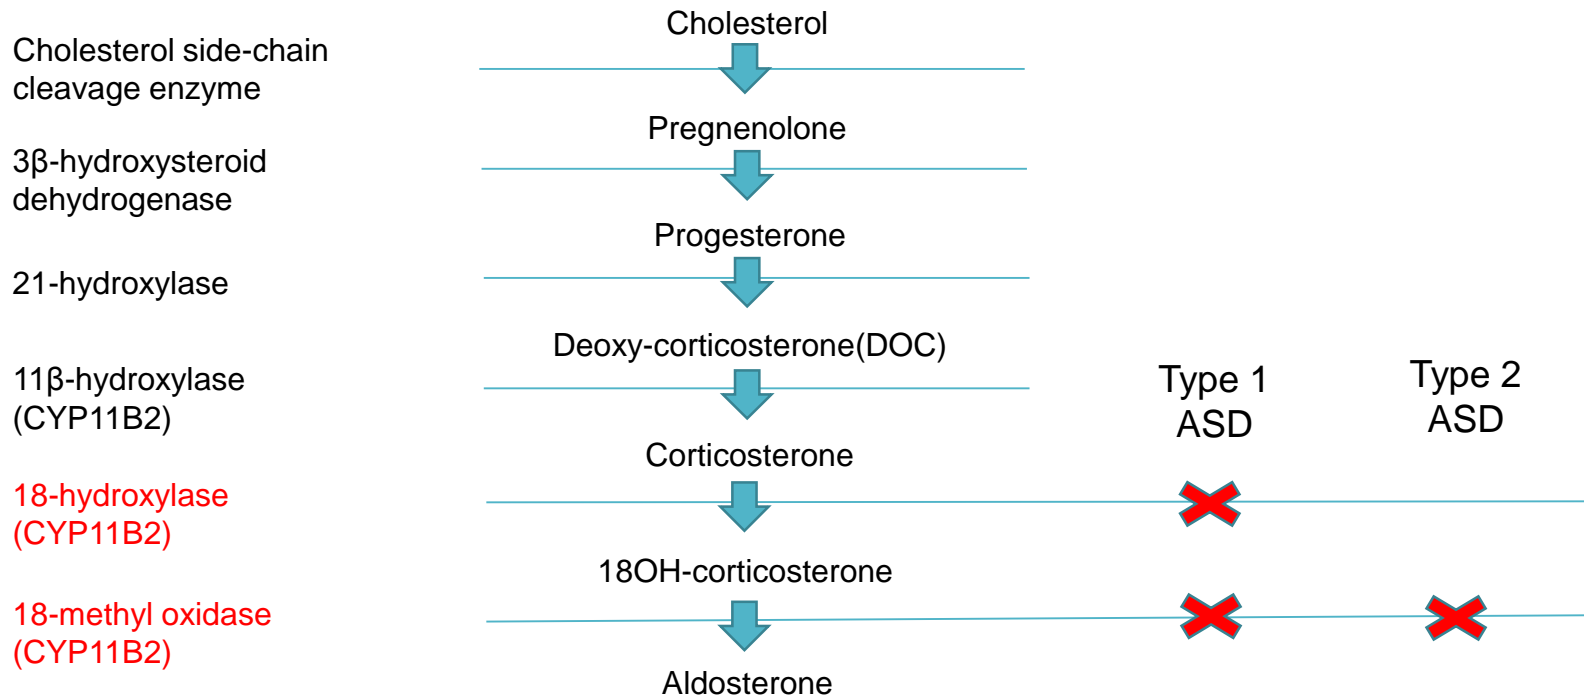 Cholesterol
Cholesterol side-chain
cleavage enzyme
Pregnenolone
3β-hydroxysteroid
dehydrogenase
Progesterone
21-hydroxylase
Deoxy-corticosterone(DOC)
11β-hydroxylase
(CYP11B2)
Type 1
ASD
Type 2
ASD
Corticosterone
18-hydroxylase
(CYP11B2)
18OH-corticosterone
18-methyl oxidase
(CYP11B2)
Aldosterone